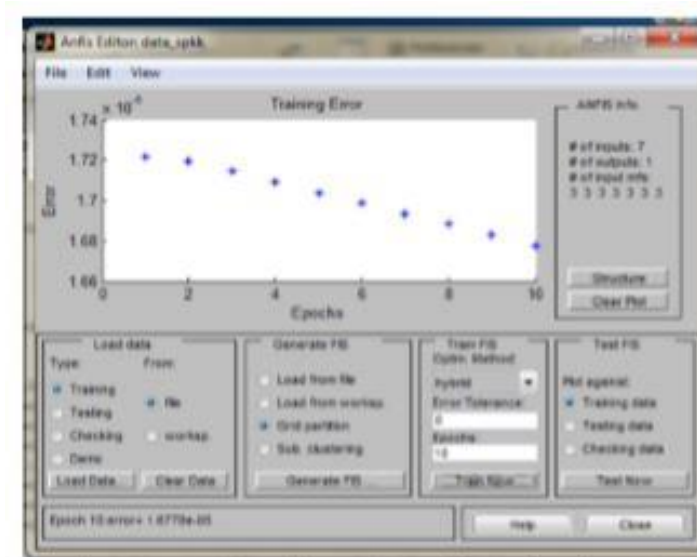 Anfis Editor: data_spkk
File Edit View
Training Error
× 10
1.74
1.72
1.7
1.68
1.66
Error
0 2 4 6 8 10
Epochs
ANFIS Info.
# of inputs: 7
# of outputs: 1
# of input mfs:
3 3 3 3 3 3 3
Structure
Clear Plot
Load data
Type: From:
Training
Testing
Checking
Demo
file
worksp.
Load Data... Clear Data
Generate FIS
Load from file
Load from worksp.
Grid partition
Sub. clustering
Generate FIS ...
Train FIS
Optim. Method:
hybrid
Error Tolerance:
0
Epochs:
10
Train Now
Test FIS
Plot against:
Training data
Testing data
Checking data
Test Now
Epoch 10:error= 1.6778e-05
Help Close